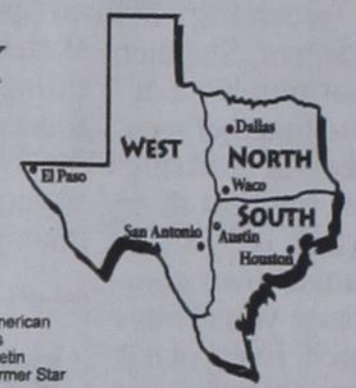 Dallas
WEST
NORTH
El Paso
Waco
SOUTH
San Antonio
Austin
Houston